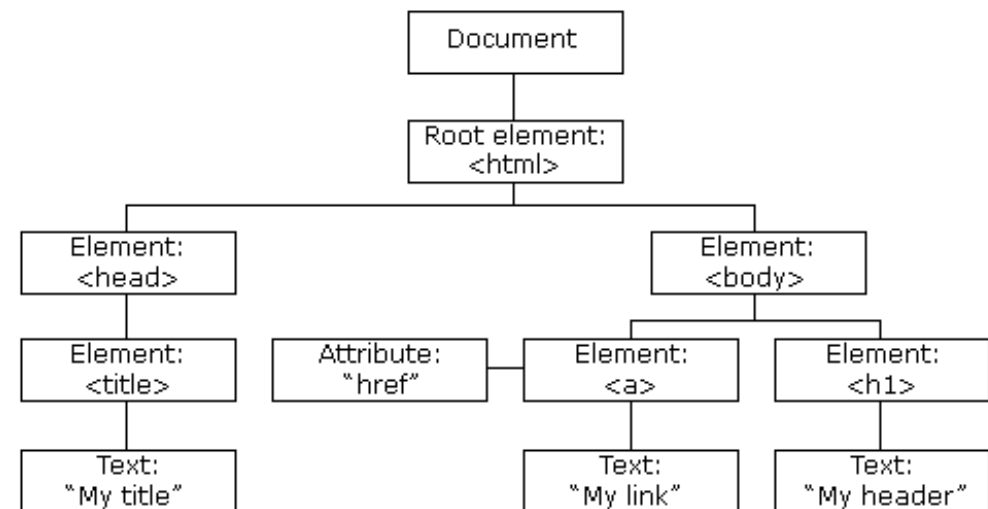 Document
Root element:
<html>
Element:
<head>
Element:
<body>
Element:
<title>
Attribute:
“href”
Element:
<a>
Element:
<h1>
Text:
“My title”
Text:
“My link”
Text:
“My header”